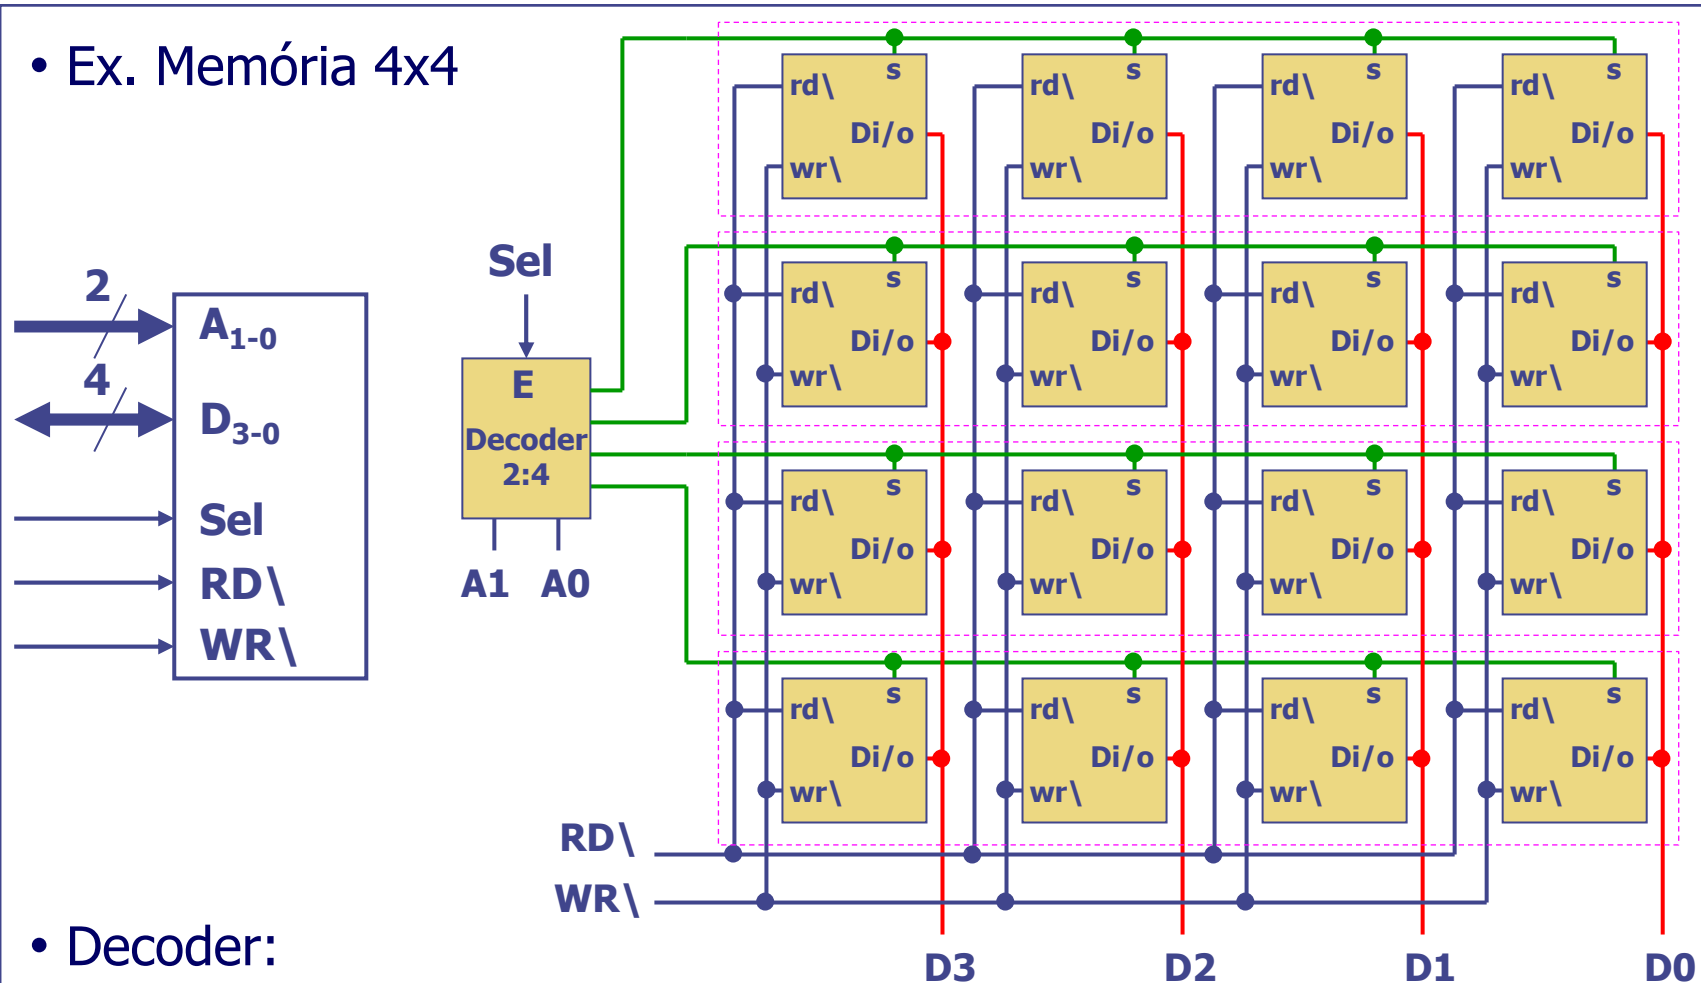 • Ex. Memória 4x4
2
A1-0
4
D3-0
Sel
RD\
WR\
Sel
E
Decoder
2:4
A1 A0
s s s s
rd\ rd\ rd\ rd\
Di/o Di/o Di/o Di/o
wr\ wr\ wr\ wr\
s s s s
rd\ rd\ rd\ rd\
Di/o Di/o Di/o Di/o
wr\ wr\ wr\ wr\
s s s s
rd\ rd\ rd\ rd\
Di/o Di/o Di/o Di/o
wr\ wr\ wr\ wr\
s s s s
rd\ rd\ rd\ rd\
Di/o Di/o Di/o Di/o
wr\ wr\ wr\ wr\
RD\
WR\
D3 D2 D1 D0
• Decoder: